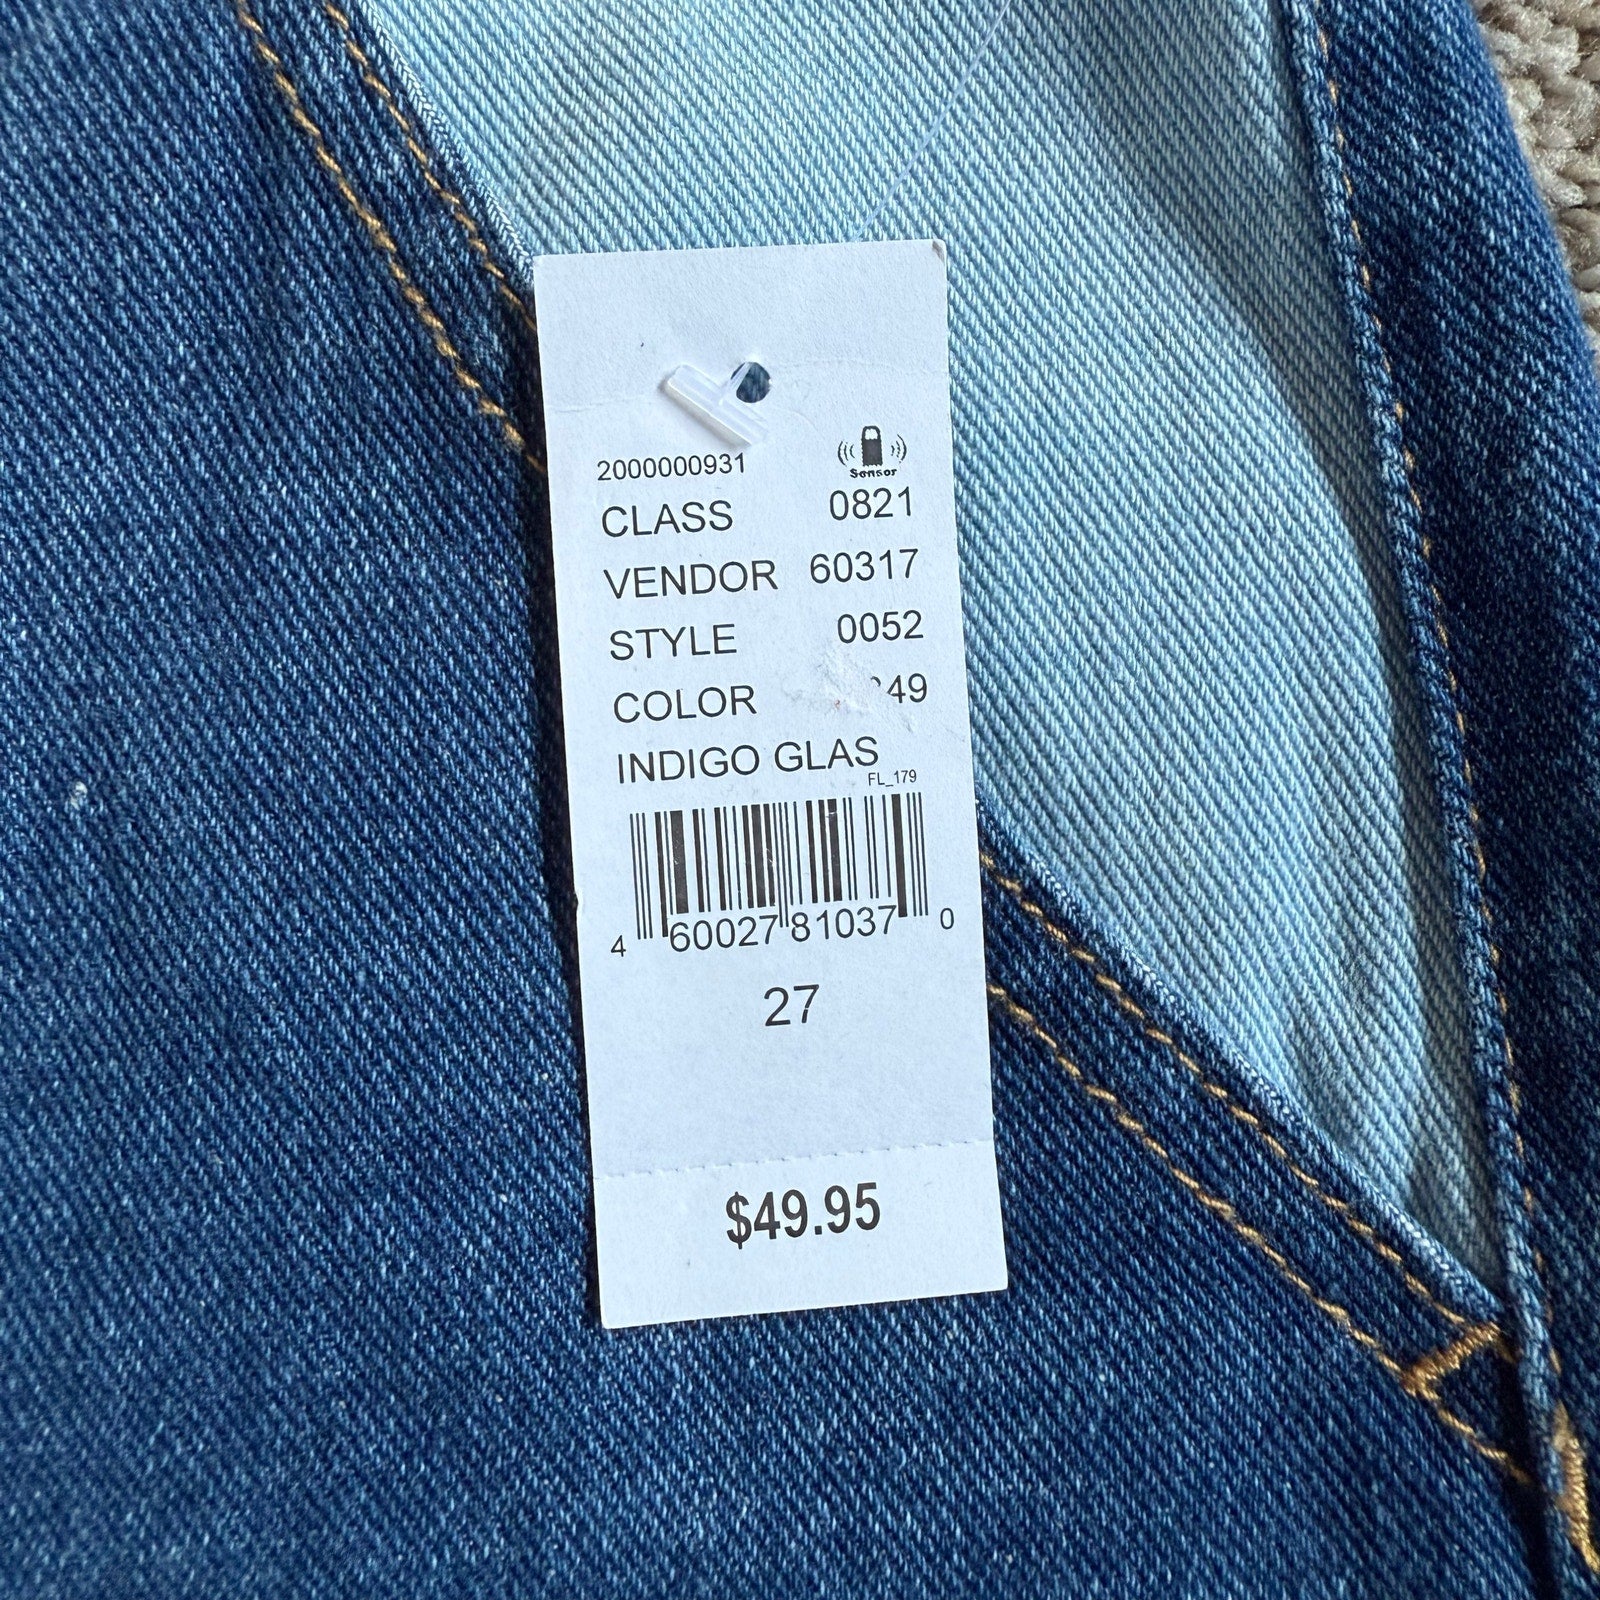 2000000931
Sensor
CLASS 0821
VENDOR 60317
STYLE 0052
COLOR 49
INDIGO GLAS
FL_179
4 60027 81037 0
27
$49.95